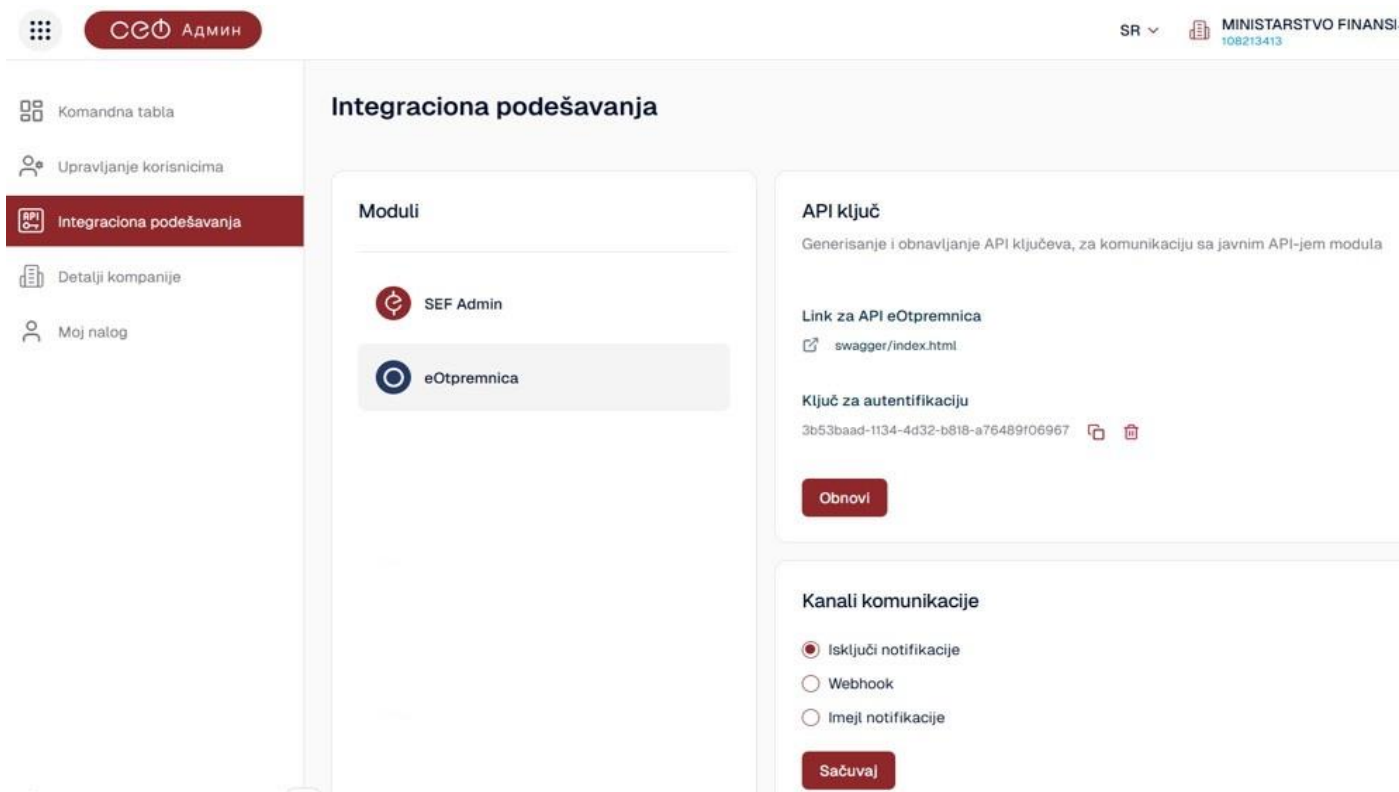 СЕФ Админ
SR
MINISTARSTVO FINANSI
108213413
Komandna tabla
Upravljanje korisnicima
API
Integraciona podešavanja
Detalji kompanije
Moj nalog
Integraciona podešavanja
Moduli
SEF Admin
eOtpremnica
API ključ
Generisanje i obnavljanje API ključeva, za komunikaciju sa javnim API-jem modula
Link za API eOtpremnica
swagger/index.html
Ključ za autentifikaciju
3b53baad-1134-4d32-b818-a76489f06967
Obnovi
Kanali komunikacije
Isključi notifikacije
Webhook
Imejl notifikacije
Sačuvaj